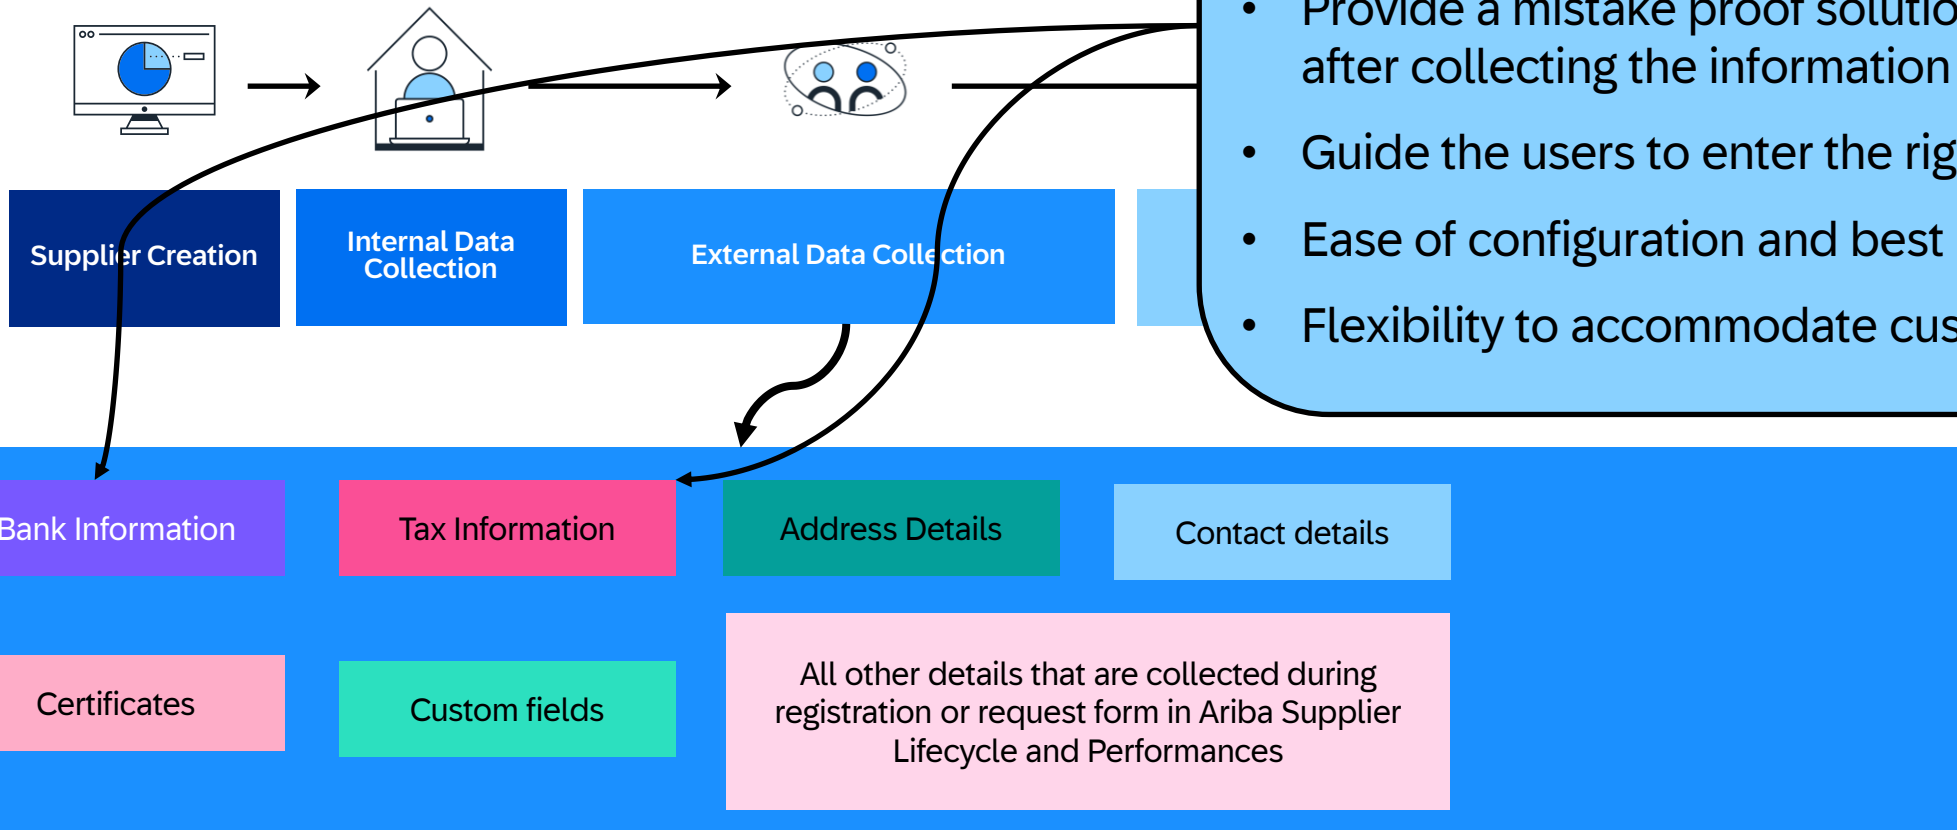 • Provide a mistake proof
after collecting the information
• Guide the users to enter the
• Ease of configuration and best
• Flexibility to accommodate
Supplier Creation
Internal Data
Collection
External Data Collection
Bank Information
Tax Information
Address Details
Contact details
Certificates
Custom fields
All other details that are collected during
registration or request form in Ariba Supplier
Lifecycle and Performances